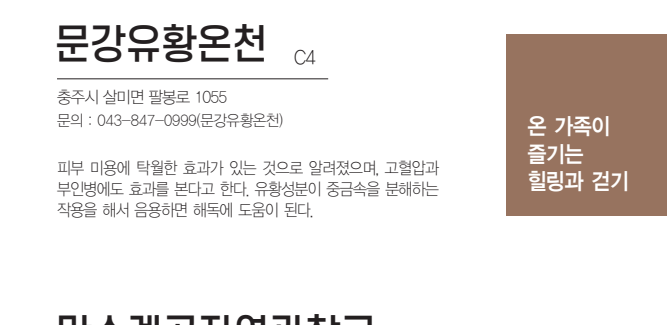 문강유황온천 C4
충주시 살미면 팔봉로 1055
문의 : 043-847-0999(문강유황온천)
피부 미용에 탁월한 효과가 있는 것으로 알려졌으며, 고혈압과
부인병에도 효과를 본다고 한다. 유황성분이 중금속을 분해하는
작용을 해서 음용하면 해독에 도움이 된다.
온 가족이
즐기는
힐링과 걷기